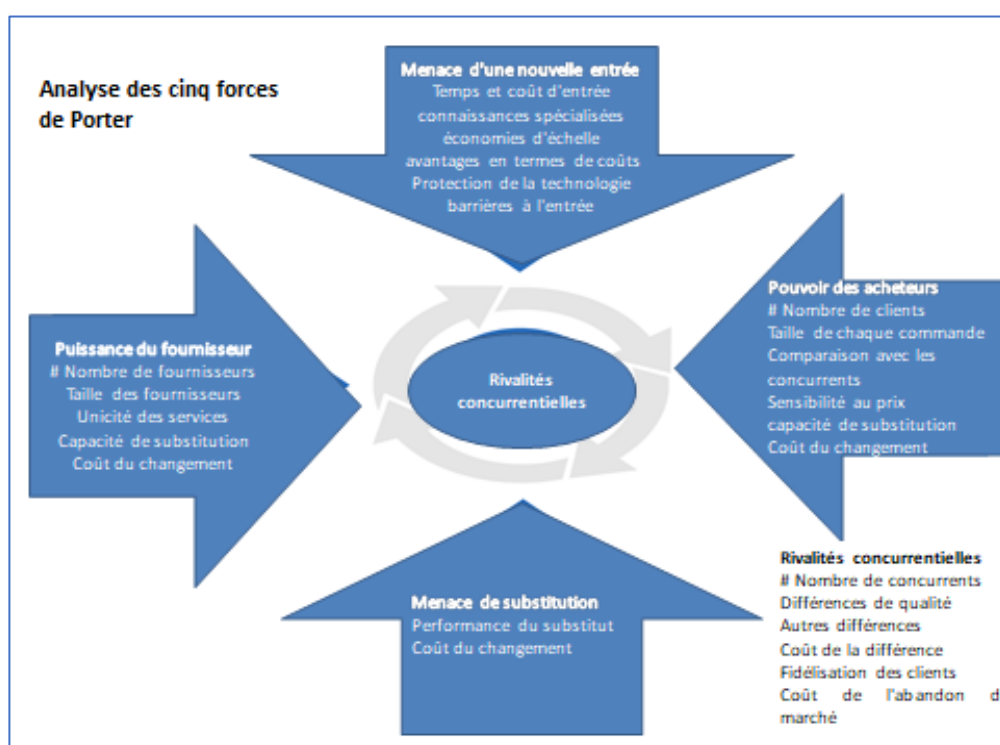 Analyse des cinq forces
de Porter
Menace d'une nouvelle entrée
Temps et coût d'entrée
connaissances spécialisées
économies d'échelle
avantages en termes de coûts
Protection de la technologie
barrières à l'entrée
Puissance du fournisseur
# Nombre de fournisseurs
Taille des fournisseurs
Unicité des services
Capacité de substitution
Coût du changement
Rivalités
concurrentielles
Pouvoir des acheteurs
# Nombre de clients
Taille de chaque commande
Comparaison avec les
concurrents
Sensibilité au prix
capacité de substitution
Coût du changement
Menace de substitution
Performance du substitut
Coût du changement
Rivalités concurrentielles
# Nombre de concurrents
Différences de qualité
Autres différences
Coût de la différence
Fidélisation des clients
Coût de l'abandon d
marché